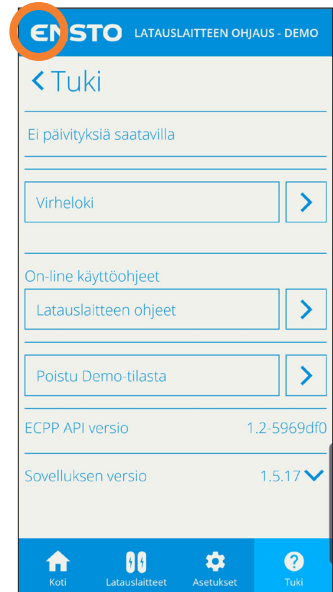 ENSTO LATAUSLAITTEEN OHJAUS - DEMO
Tuki
Ei päivityksiä saatavilla
Virheloki
On-line käyttöohjeet
Latauslaitteen ohjeet
Poistu Demo-tilasta
ECPP API versio 1.2-5969df0
Sovelluksen versio 1.5.17
Koti Latauslaitteet Asetukset Tuki